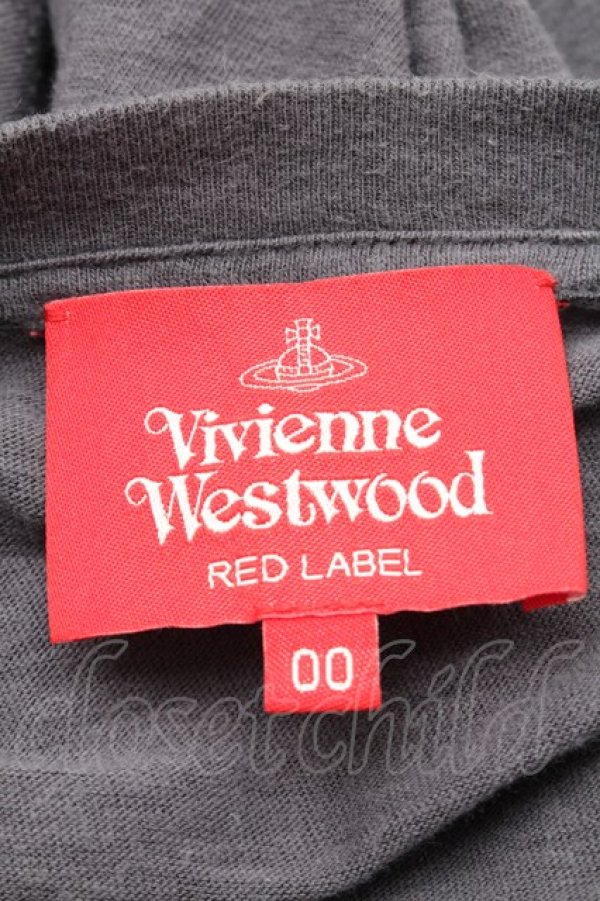 Vivienne
Westwood
RED LABEL
00
closet child